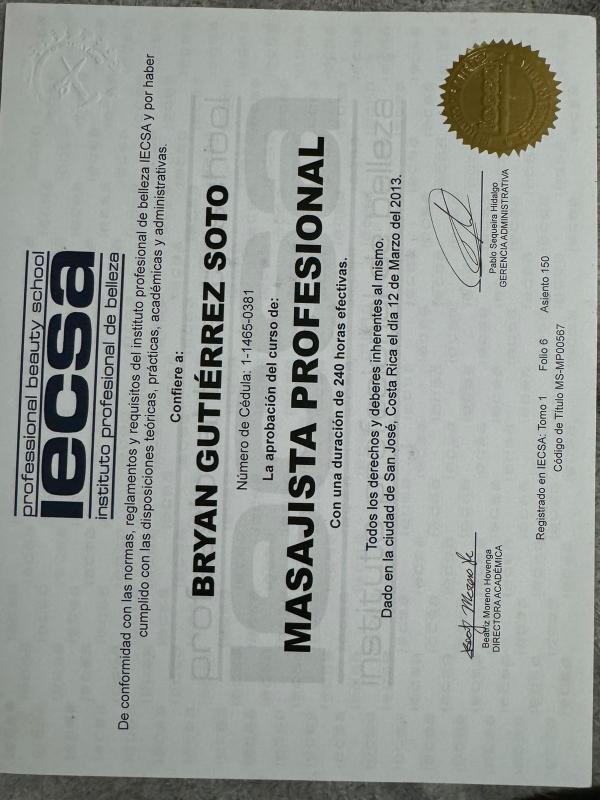 professional beauty school
iecsa
instituto profesional de belleza
De conformidad con las normas, reglamentos y requisitos del instituto profesional de belleza IECSA y por haber
cumplido con las disposiciones teóricas, prácticas, académicas y administrativas.
Confiere a:
BRYAN GUTIÉRREZ SOTO
Número de Cédula: 1-1465-0381
La aprobación del curso de:
MASAJISTA PROFESIONAL
Con una duración de 240 horas efectivas.
Todos los derechos y deberes inherentes al mismo.
Dado en la ciudad de San José, Costa Rica el día 12 de Marzo del 2013.
Beatriz Moreno Hovenga
DIRECTORA ACADÉMICA
Pablo Sequeira Hidalgo
GERENCIA ADMINISTRATIVA
Registrado en IECSA: Tomo 1 Folio 6 Asiento 150
Código de Título MS-MP00567